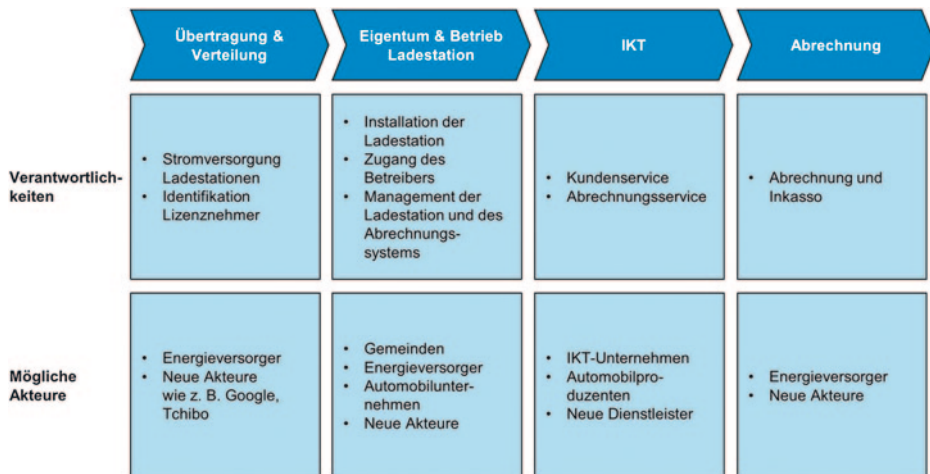 Übertragung &
Verteilung
Eigentum & Betrieb
Ladestation
IKT
Abrechnung
Verantwortlich-
keiten
• Stromversorgung
Ladestationen
• Identifikation
Lizenznehmer
• Installation der
Ladestation
• Zugang des
Betreibers
• Management der
Ladestation und des
Abrechnungs-
systems
• Kundenservice
• Abrechnungsservice
• Abrechnung und
Inkasso
Mögliche
Akteure
• Energieversorger
• Neue Akteure
wie z. B. Google,
Tchibo
• Gemeinden
• Energieversorger
• Automobilunter-
nehmen
• Neue Akteure
• IKT-Unternehmen
• Automobilpro-
duzenten
• Neue Dienstleister
• Energieversorger
• Neue Akteure